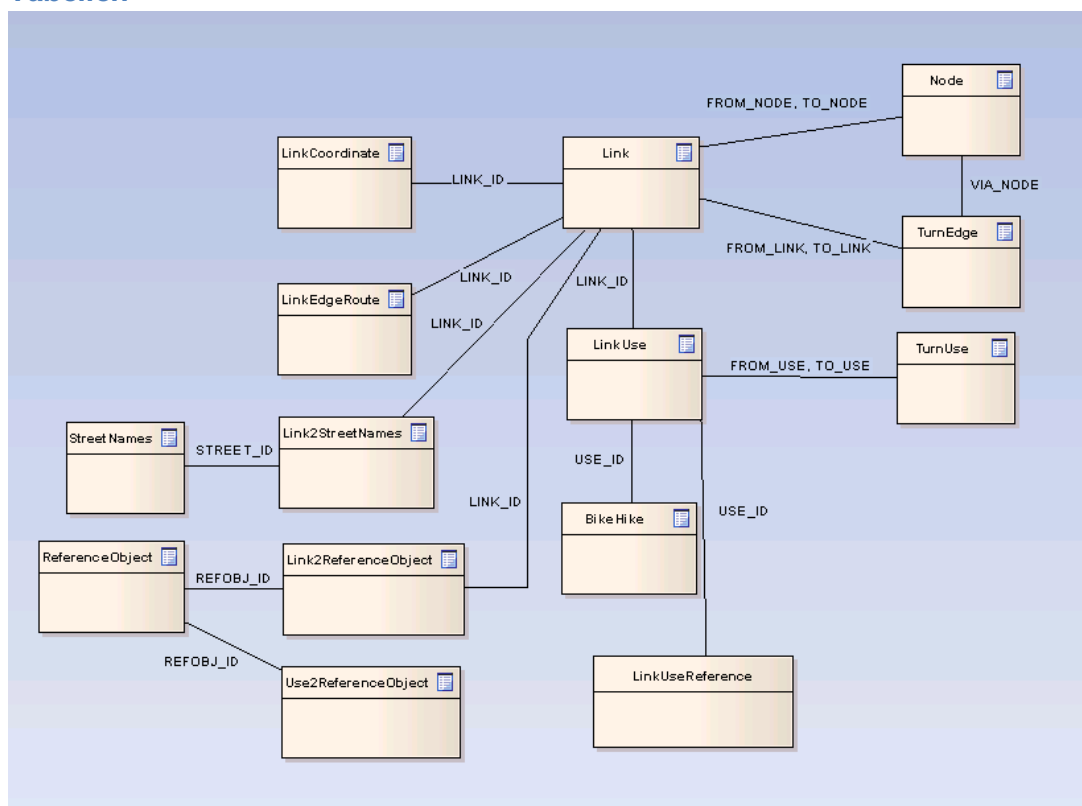 Node
FROM_NODE, TO_NODE
LinkCoordinate
Link
LINK_ID
VIA_NODE
TurnEdge
FROM_LINK, TO_LINK
LINK_ID
LINK_ID
LinkEdgeRoute
LINK_ID
LinkUse
TurnUse
FROM_USE, TO_USE
StreetNames
Link2StreetNames
STREET_ID
USE_ID
LINK_ID
BikeHike
USE_ID
ReferenceObject
Link2ReferenceObject
REFOBJ_ID
REFOBJ_ID
Use2ReferenceObject
LinkUseReference